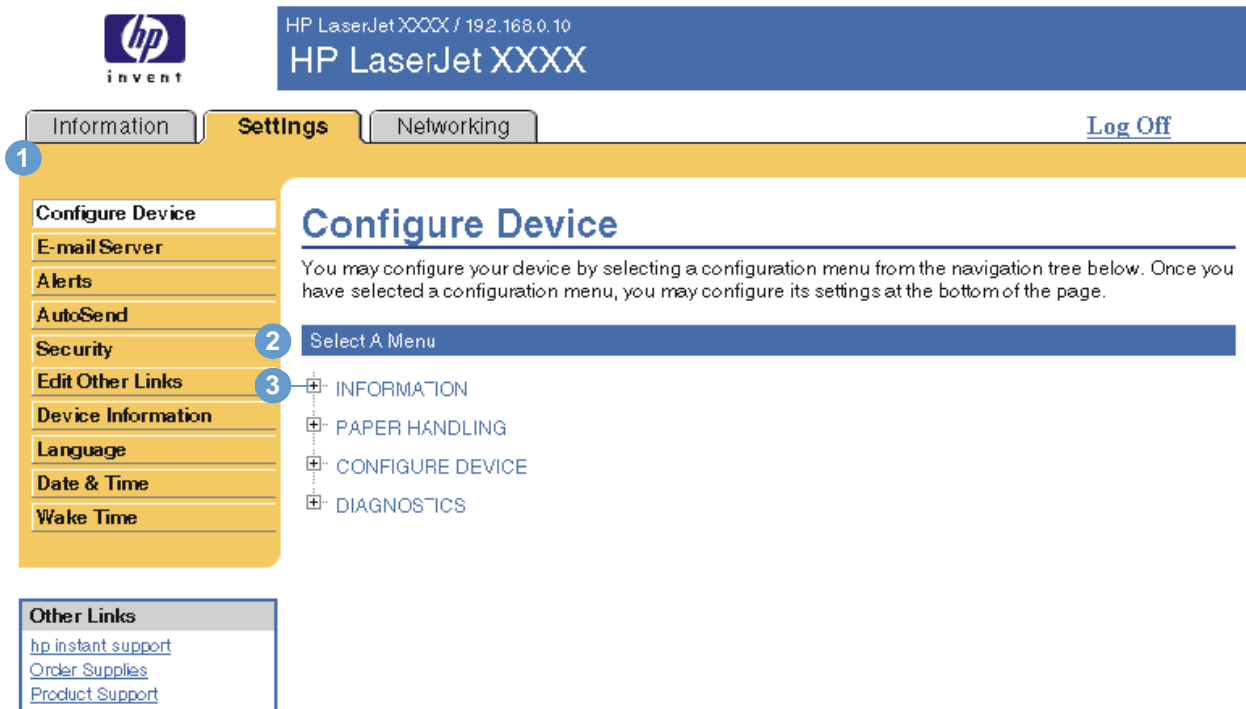 hp
invent
HP LaserJet XXXX / 192.168.0.10
HP LaserJet XXXX
Information
Settings
Networking
Log Off
1
Configure Device
E-mail Server
Alerts
AutoSend
Security
Edit Other Links
Device Information
Language
Date & Time
Wake Time
Configure Device
You may configure your device by selecting a configuration menu from the navigation tree below. Once you
have selected a configuration menu, you may configure its settings at the bottom of the page.
2
Select A Menu
3
INFORMATION
PAPER HANDLING
CONFIGURE DEVICE
DIAGNOSTICS
Other Links
hp instant support
Order Supplies
Product Support